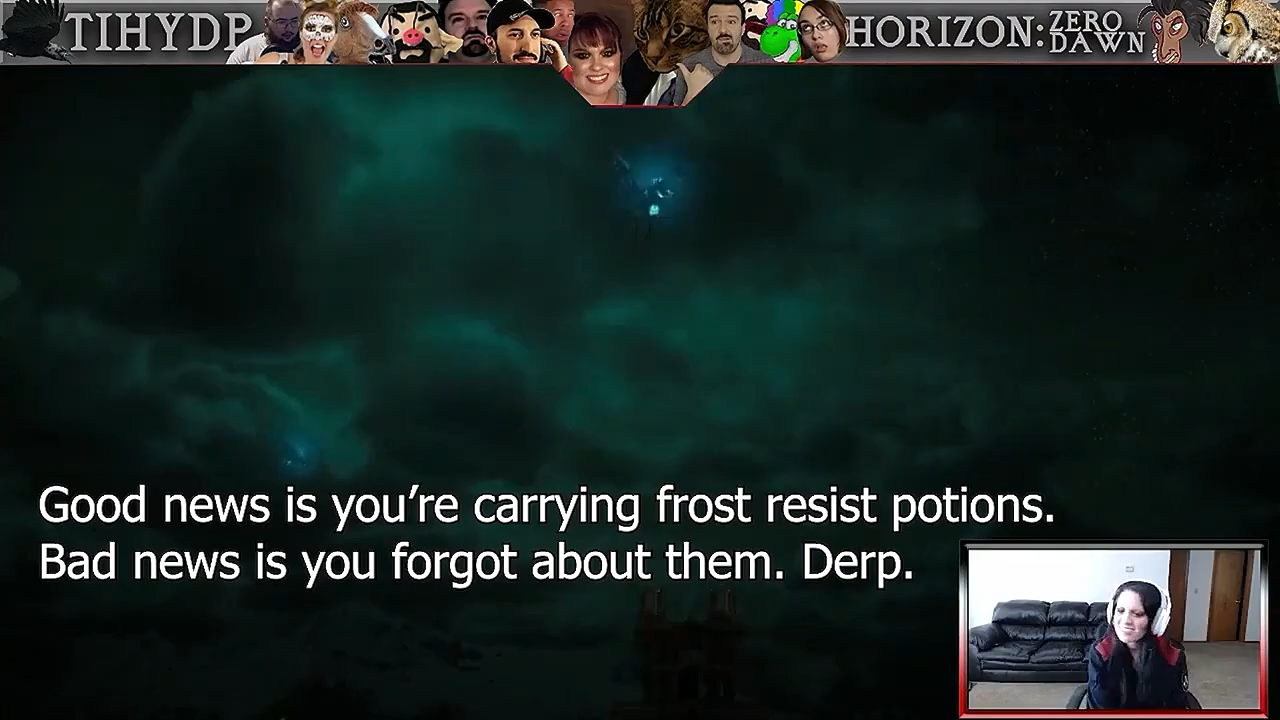 TIHYDP
HORIZON: ZERO DAWN
Good news is you're carrying frost resist potions.
Bad news is you forgot about them. Derp.